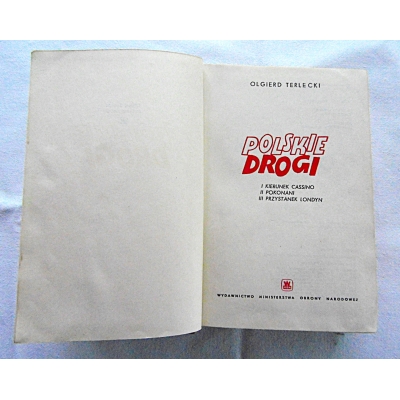 OLGIERD TERLECKI
POLSKIE
DROGI
I KIERUNEK CASSINO
II POKONANI
III PRZYSTANEK LONDYN
WYDAWNICTWO MINISTERSTWA OBRONY NARODOWEJ